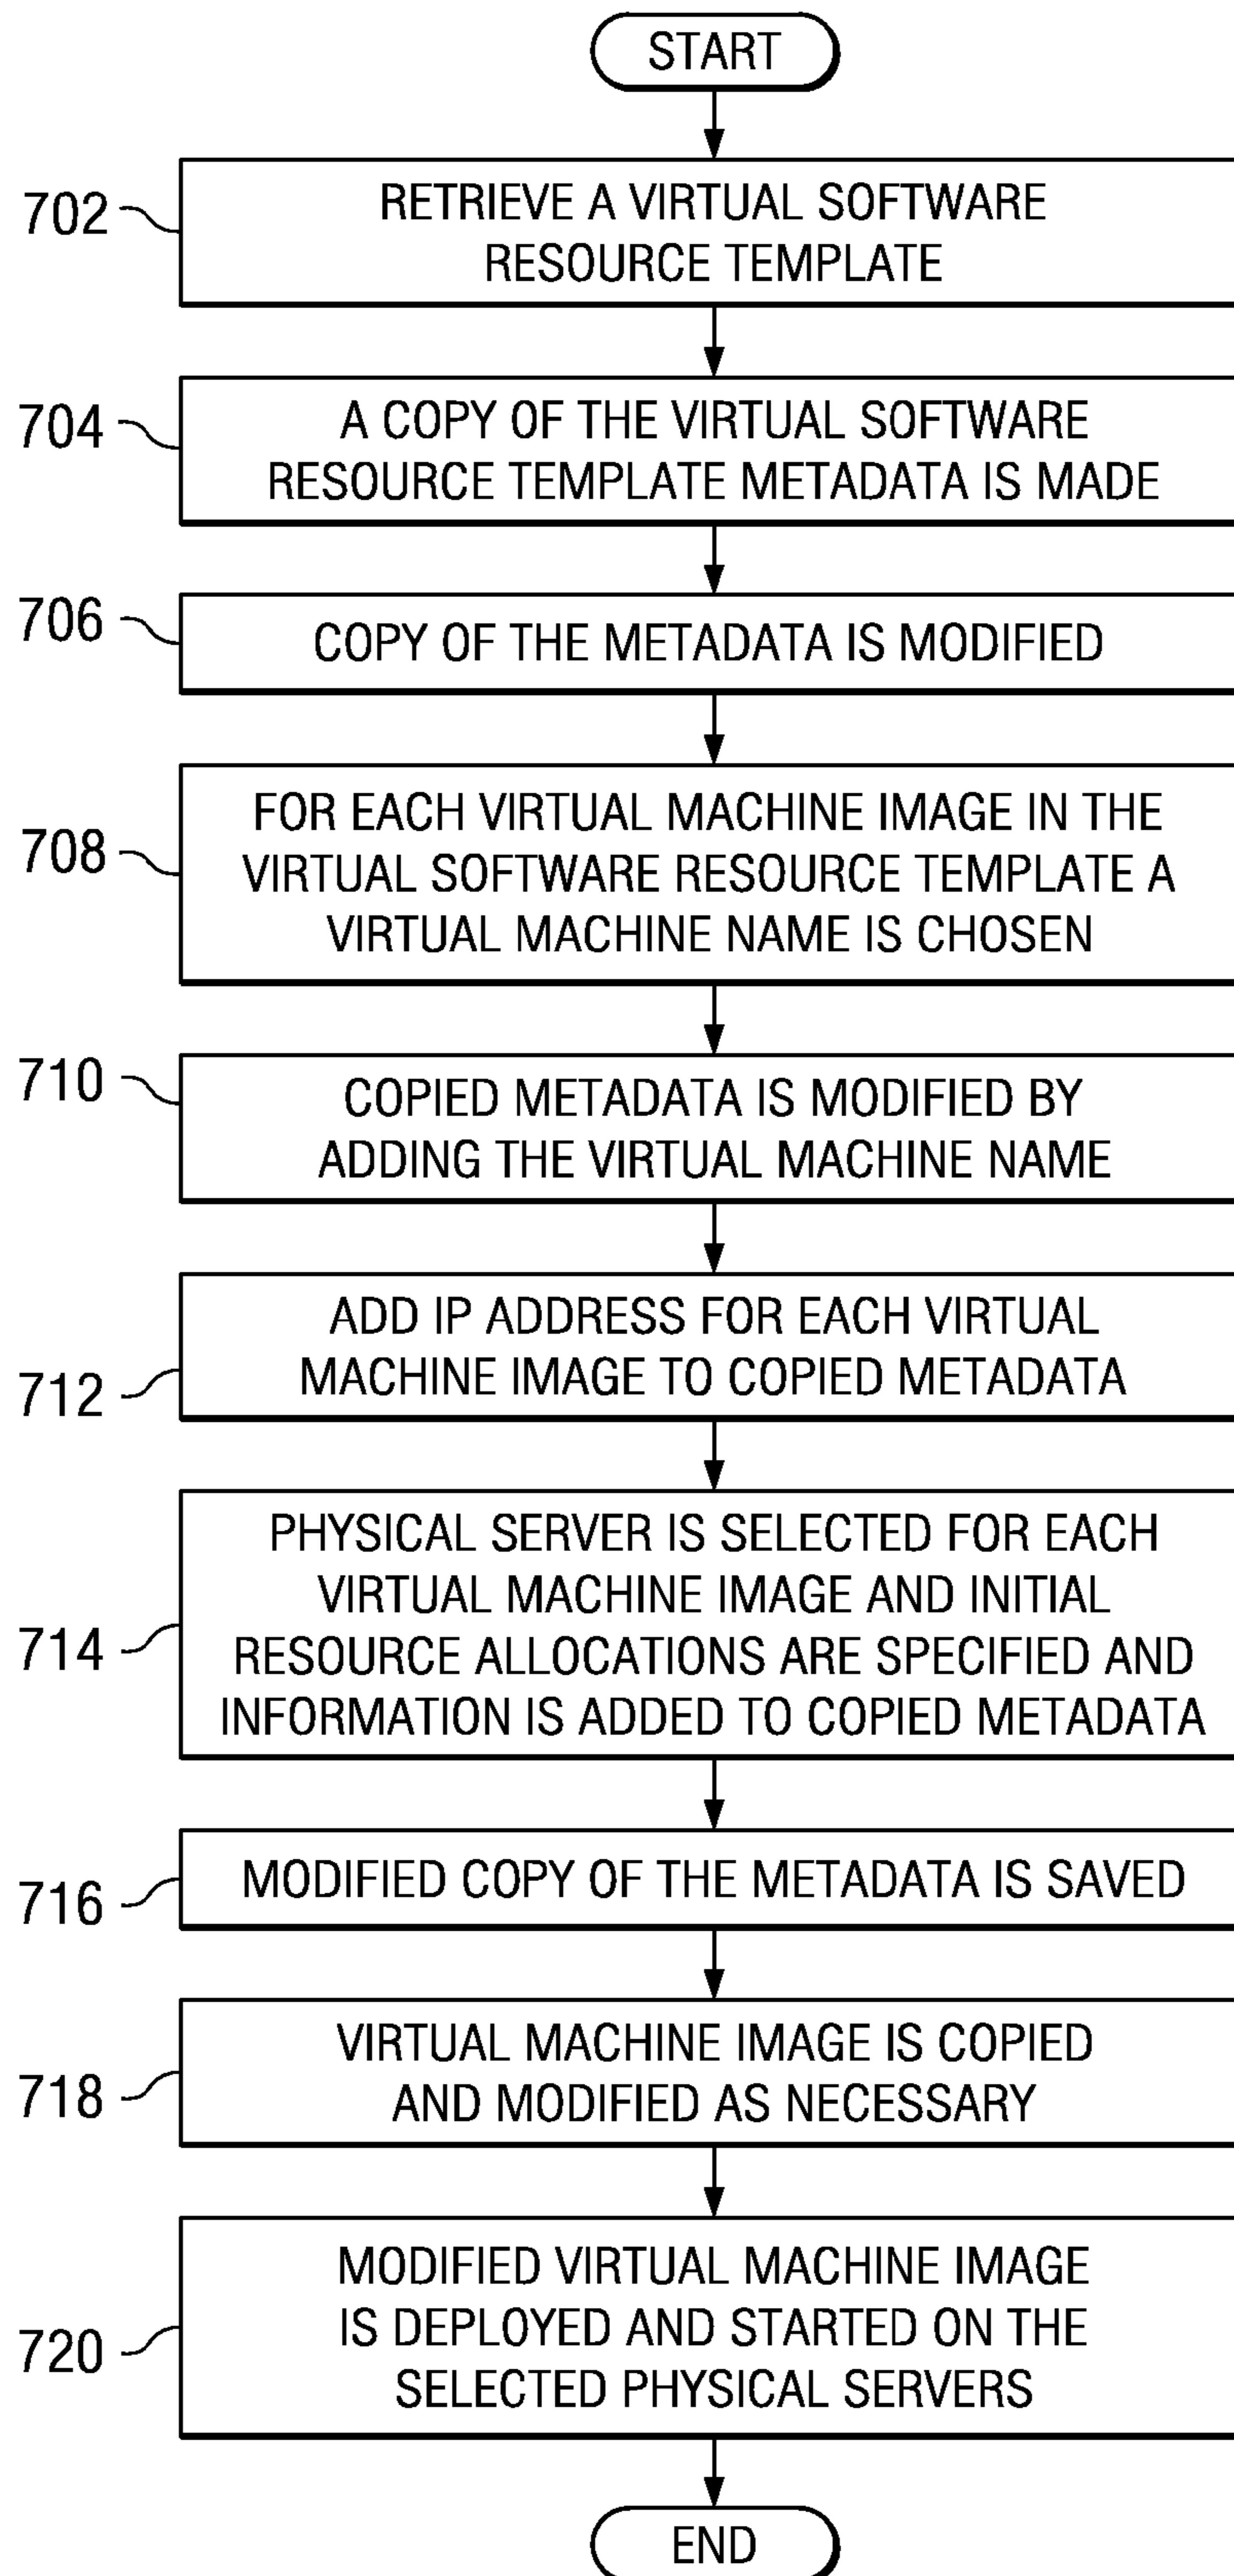 START
702
RETRIEVE A VIRTUAL SOFTWARE
RESOURCE TEMPLATE
704
A COPY OF THE VIRTUAL SOFTWARE
RESOURCE TEMPLATE METADATA IS MADE
706
COPY OF THE METADATA IS MODIFIED
708
FOR EACH VIRTUAL MACHINE IMAGE IN THE
VIRTUAL SOFTWARE RESOURCE TEMPLATE A
VIRTUAL MACHINE NAME IS CHOSEN
710
COPIED METADATA IS MODIFIED BY
ADDING THE VIRTUAL MACHINE NAME
712
ADD IP ADDRESS FOR EACH VIRTUAL
MACHINE IMAGE TO COPIED METADATA
714
PHYSICAL SERVER IS SELECTED FOR EACH
VIRTUAL MACHINE IMAGE AND INITIAL
RESOURCE ALLOCATIONS ARE SPECIFIED AND
INFORMATION IS ADDED TO COPIED METADATA
716
MODIFIED COPY OF THE METADATA IS SAVED
718
VIRTUAL MACHINE IMAGE IS COPIED
AND MODIFIED AS NECESSARY
720
MODIFIED VIRTUAL MACHINE IMAGE
IS DEPLOYED AND STARTED ON THE
SELECTED PHYSICAL SERVERS
END